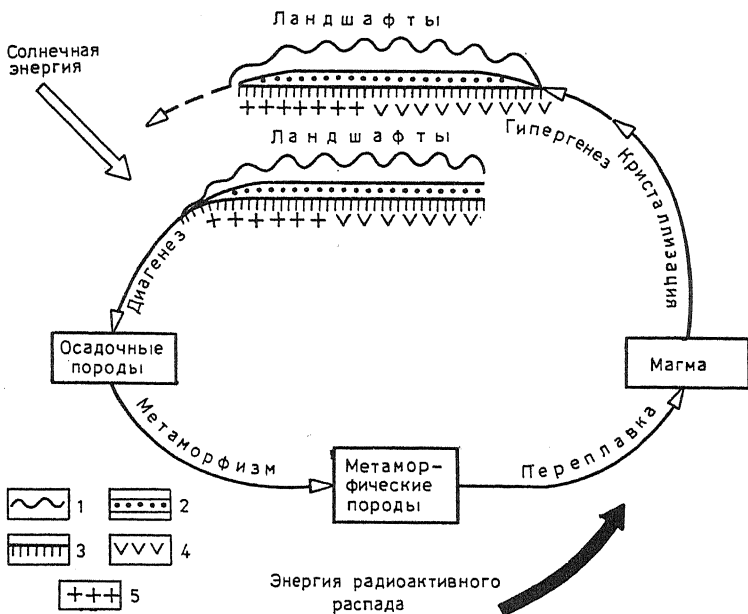 Ландшафты
Солнечная
энергия
Гипергенез
Ландшафты
Кристаллизация
Диагенез
Осадочные
породы
Магма
Метаморфизм
Метамор-
фические
породы
Переплавка
1
2
3
4
5
Энергия радиоактивного
распада